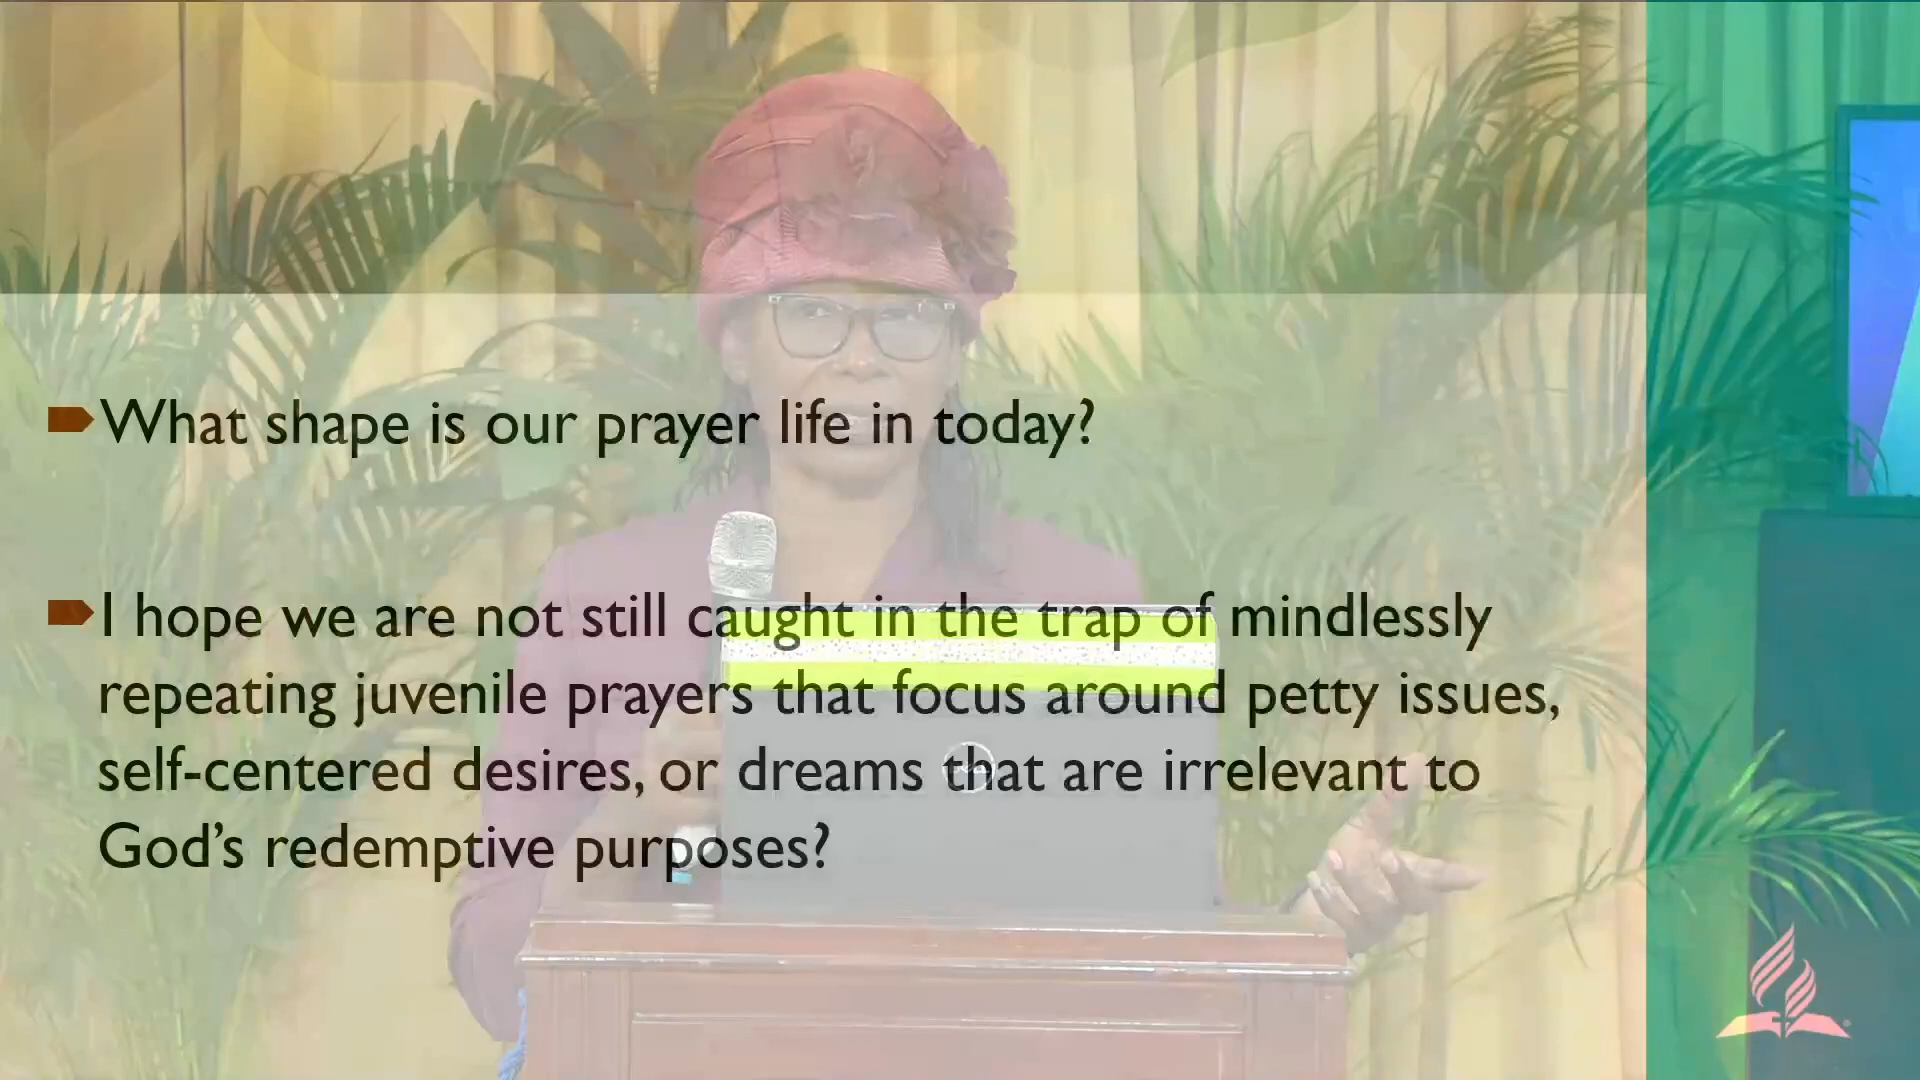 What shape is our prayer life in today?
I hope we are not still caught in the trap of mindlessly
repeating juvenile prayers that focus around petty issues,
self-centered desires, or dreams that are irrelevant to
God's redemptive purposes?